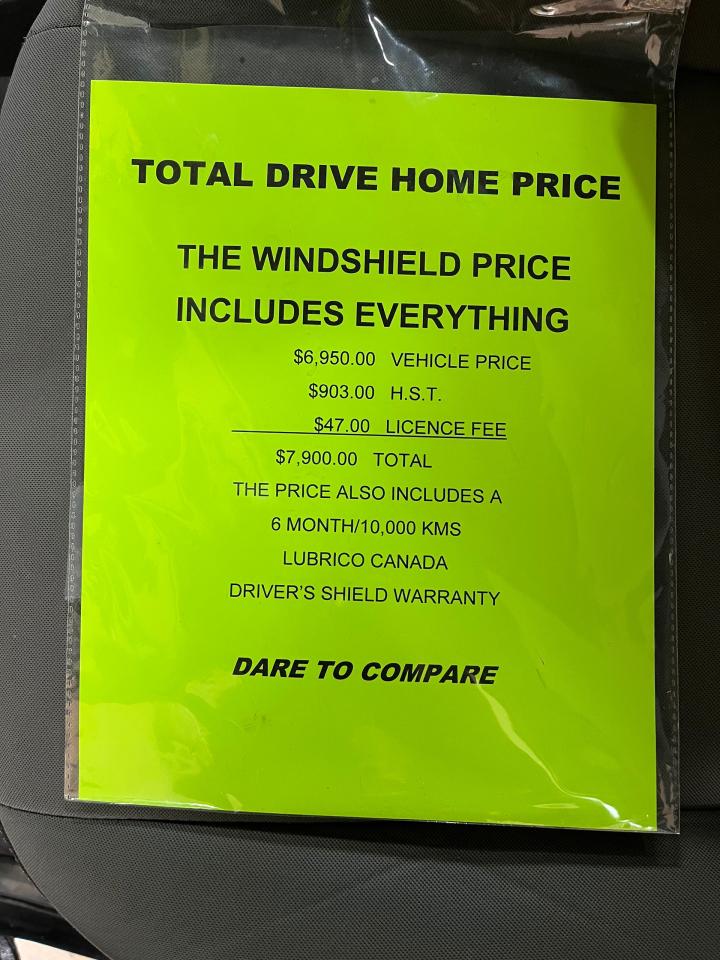 TOTAL DRIVE HOME PRICE
THE WINDSHIELD PRICE
INCLUDES EVERYTHING
$6,950.00 VEHICLE PRICE
$903.00 H.S.T.
$47.00 LICENCE FEE
$7,900.00 TOTAL
THE PRICE ALSO INCLUDES A
6 MONTH/10,000 KMS
LUBRICO CANADA
DRIVER'S SHIELD WARRANTY
DARE TO COMPARE